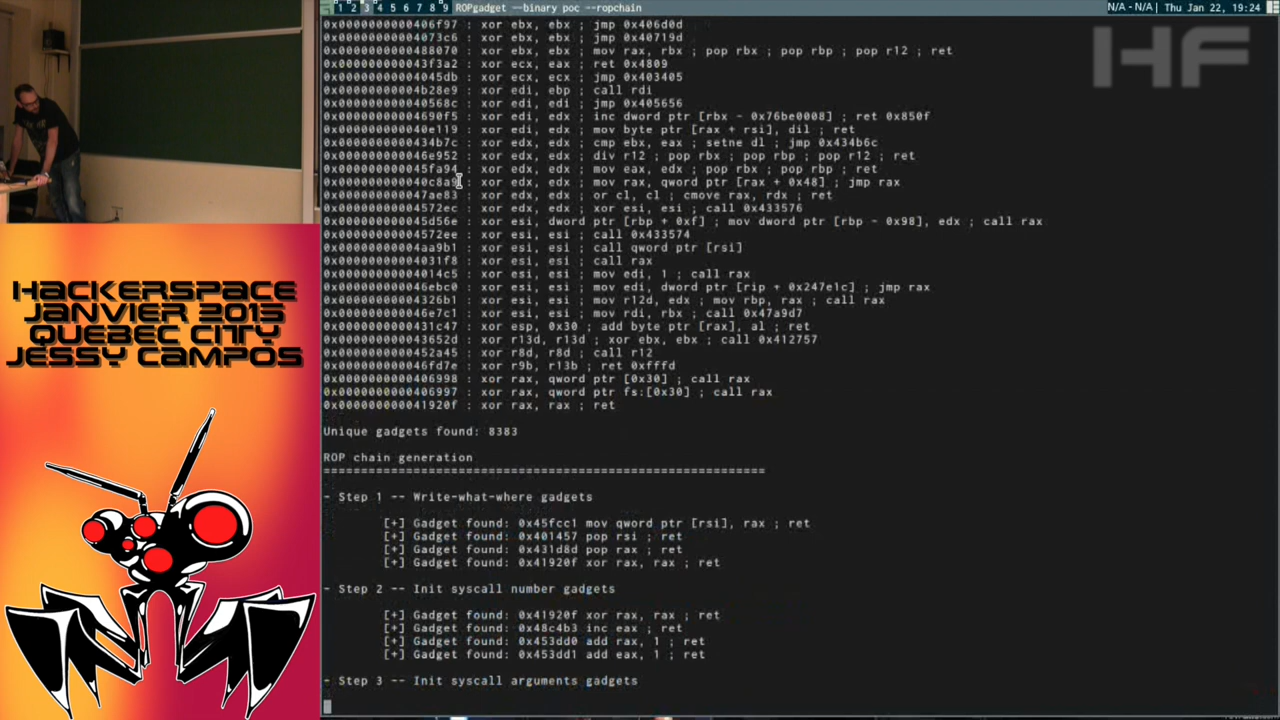 1 2 3 4 5 6 7 8 9 ROPgadget --binary poc --ropchain
N/A - N/A | Thu Jan 22, 19:24
HF
0x0000000000406f97 : xor ebx, ebx ; jmp 0x406d0d
0x00000000004073c6 : xor ebx, ebx ; jmp 0x40719d
0x0000000000488070 : xor ebx, ebx ; mov rax, rbx ; pop rbx ; pop rbp ; pop r12 ; ret
0x000000000043f3a2 : xor ecx, eax ; ret 0x4809
0x00000000004045db : xor ecx, ecx ; jmp 0x403405
0x00000000004b28e9 : xor edi, ebp ; call rdi
0x000000000040568c : xor edi, edi ; jmp 0x405656
0x00000000004690f5 : xor edi, edi ; inc dword ptr [rbx - 0x76be0008] ; ret 0x850f
0x000000000040e119 : xor edi, edi ; mov byte ptr [rax + rsi], dil ; ret
0x0000000000434b7c : xor edx, edx ; cmp ebp, eax ; setne dl ; jmp 0x434b6c
0x000000000046e952 : xor edx, edx ; div r12 ; pop rbx ; pop rbp ; pop r12 ; ret
0x000000000045fa94 : xor edx, edx ; mov eax, edx ; pop rbx ; pop rbp ; ret
0x000000000040c8a9 : xor edx, edx ; mov rax, qword ptr [rax + 0x48] ; jmp rax
0x000000000047ae83 : xor edx, edx ; or cl, cl ; cmove rax, rdx ; ret
0x00000000004572ec : xor edx, edx ; xor esi, esi ; call 0x433576
0x000000000045d56e : xor esi, dword ptr [rbp + 0xf] ; mov dword ptr [rbp - 0x98], edx ; call rax
0x00000000004572ee : xor esi, esi ; call 0x433574
0x00000000004aa9b1 : xor esi, esi ; call qword ptr [rsi]
0x00000000004031f8 : xor esi, esi ; call rax
0x00000000004014c5 : xor esi, esi ; mov edi, 1 ; call rax
0x000000000046ebc0 : xor esi, esi ; mov edi, dword ptr [rip + 0x247e1c] ; jmp rax
0x00000000004326b1 : xor esi, esi ; mov r12d, edx ; mov rbp, rax ; call rax
0x000000000046e7c1 : xor esi, esi ; mov rdi, rbx ; call 0x47a9d7
0x0000000000431c47 : xor esp, 0x30 ; add byte ptr [rax], al ; ret
0x000000000043652d : xor r13d, r13d ; xor ebx, ebx ; call 0x412757
0x0000000000452a45 : xor r8d, r8d ; call r12
0x000000000046fd7e : xor r9b, r13b ; ret 0xfffd
0x0000000000406998 : xor rax, qword ptr [0x30] ; call rax
0x0000000000406997 : xor rax, qword ptr fs:[0x30] ; call rax
0x000000000041920f : xor rax, rax ; ret
Unique gadgets found: 8383
ROP chain generation
===========================================================
- Step 1 -- Write-what-where gadgets
[+] Gadget found: 0x45fcc1 mov qword ptr [rsi], rax ; ret
[+] Gadget found: 0x401457 pop rsi ; ret
[+] Gadget found: 0x431d8d pop rax ; ret
[+] Gadget found: 0x41920f xor rax, rax ; ret
- Step 2 -- Init syscall number gadgets
[+] Gadget found: 0x41920f xor rax, rax ; ret
[+] Gadget found: 0x48c4b3 inc eax ; ret
[+] Gadget found: 0x453dd0 add rax, 1 ; ret
[+] Gadget found: 0x453dd1 add eax, 1 ; ret
- Step 3 -- Init syscall arguments gadgets
HACKERSPACE
JANVIER 2015
QUEBEC CITY
JESSY CAMPOS